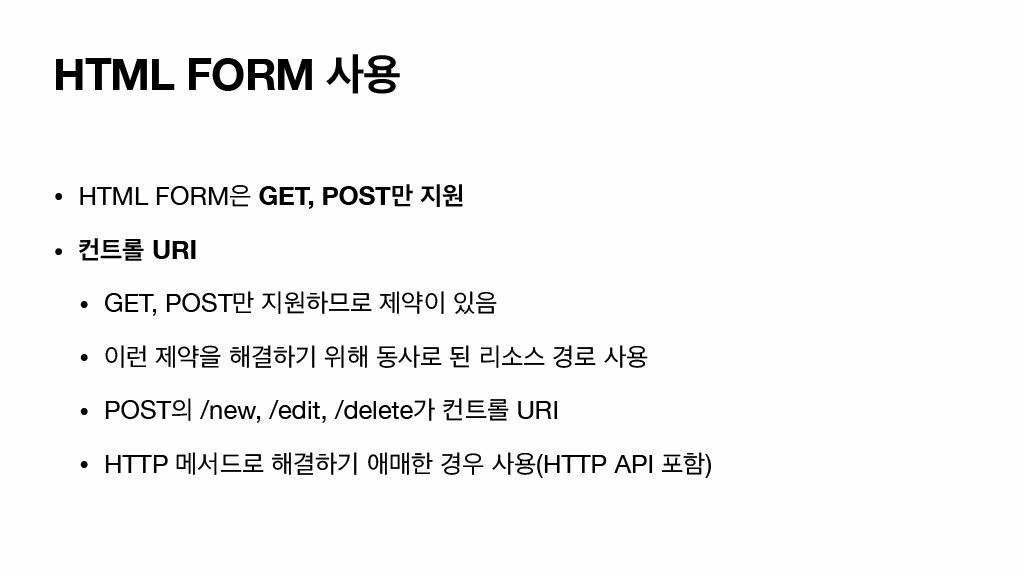 HTML FORM 사용
• HTML FORM은 GET, POST만 지원
• 컨트롤 URI
• GET, POST만 지원하므로 제약이 있음
• 이런 제약을 해결하기 위해 동사로 된 리소스 경로 사용
• POST의 /new, /edit, /delete가 컨트롤 URI
• HTTP 메서드로 해결하기 애매한 경우 사용(HTTP API 포함)